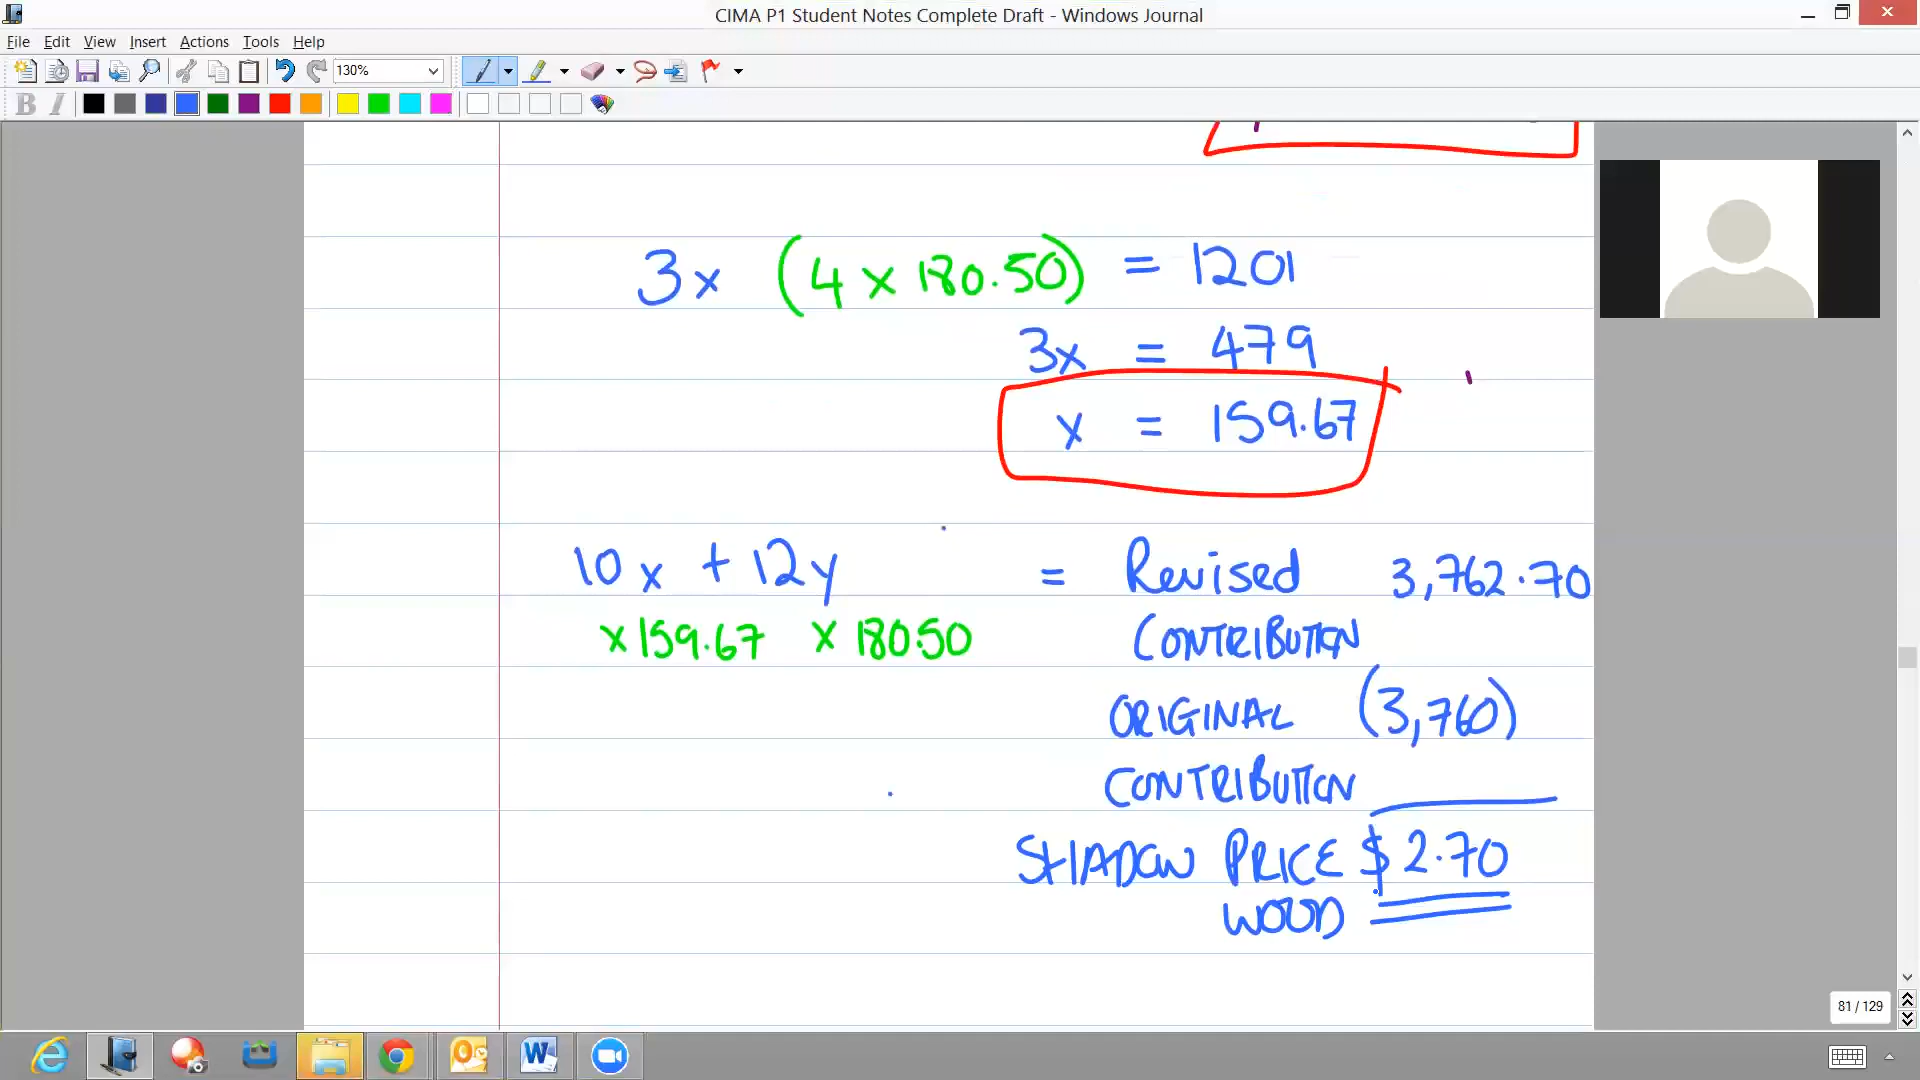 CIMA P1 Student Notes Complete Draft - Windows Journal
File Edit View Insert Actions Tools Help
130%
B I
3x (4 x 180.50) = 1201
3x = 479
x = 159.67
10x + 12y = Revised 3,762.70
x 159.67 x 180.50 CONTRIBUTION
ORIGINAL (3,760)
CONTRIBUTION
SHADOW PRICE $ 2.70
WOOD
81 / 129